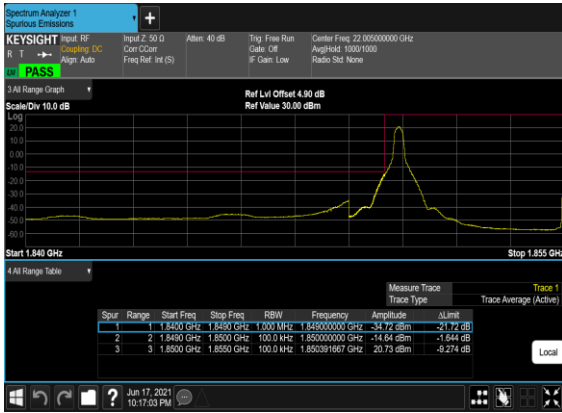 Spectrum Analyzer 1
Spurious Emissions
+
KEYSIGHT Input: RF Input Z: 50 Ω Atten: 40 dB Trig: Free Run Center Freq: 22.005000000 GHz
R T Coupling: DC Corr CCorr Gate: Off Avg|Hold: 1000/1000
Align: Auto Freq Ref: Int (S) IF Gain: Low Radio Std: None
PASS
3 All Range Graph
Ref Lvl Offset 4.90 dB
Scale/Div 10.0 dB Ref Value 30.00 dBm
Log
20.0
10.0
0.00
-10.0
-20.0
-30.0
-40.0
-50.0
-60.0
Start 1.840 GHz Stop 1.855 GHz
4 All Range Table
Measure Trace Trace 1
Trace Type Trace Average (Active)
Spur Range Start Freq Stop Freq RBW Frequency Amplitude ΔLimit
1 1 1.8400 GHz 1.8490 GHz 1.000 MHz 1.849000000 GHz -34.72 dBm -21.72 dB
2 2 1.8490 GHz 1.8500 GHz 100.0 kHz 1.850000000 GHz -14.64 dBm -1.644 dB
3 3 1.8500 GHz 1.8550 GHz 100.0 kHz 1.850391667 GHz 20.73 dBm -9.274 dB
Local
? Jun 17, 2021
10:17:03 PM